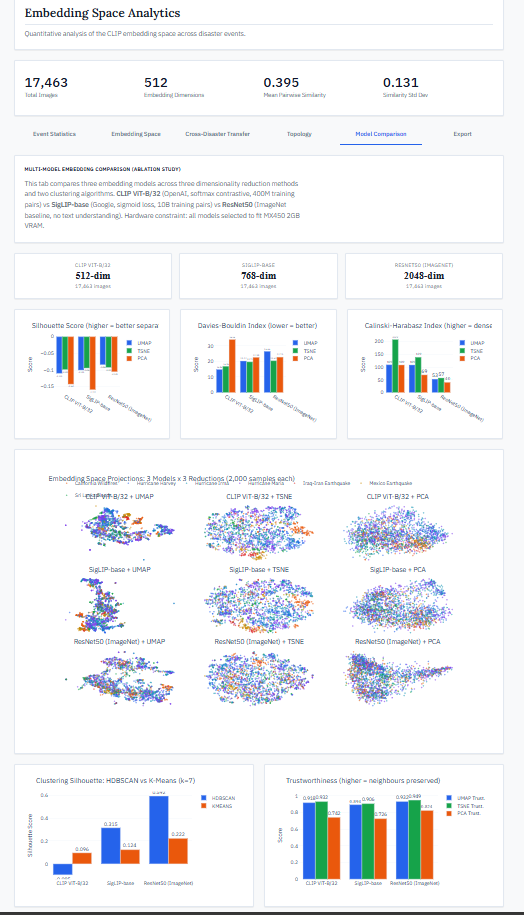 Embedding Space Analytics
Quantitative analysis of the CLIP embedding space across disaster events.
17,463
512
0.395
0.131
Total Images
Embedding Dimensions
Mean Pairwise Similarity
Similarity Std Dev
Event Statistics
Embedding Space
Cross-Disaster Transfer
Topology
Model Comparison
Export
MULTI-MODEL EMBEDDING COMPARISON (ABLATION STUDY)
This tab compares three embedding models across three dimensionality reduction methods
and two clustering algorithms. CLIP ViT-B/32 (OpenAI, softmax contrastive, 400M training
pairs) vs SigLIP-base (Google, sigmoid loss, 10B training pairs) vs ResNet50 (ImageNet
baseline, no text understanding). Hardware constraint: all models selected to fit MX450 2GB
VRAM.
CLIP VIT-B/32
512-dim
17,463 images
SIGLIP-BASE
768-dim
17,463 images
RESNET50 (IMAGENET)
2048-dim
17,463 images
Silhouette Score (higher = better separa
0
−0.05
−0.1
−0.15
Score
UMAP
TSNE
PCA
CLIP ViT-B/32
SigLIP-base
ResNet50 (ImageNet)
Davies-Bouldin Index (lower = better)
30
20
10
0
Score
UMAP
TSNE
PCA
CLIP ViT-B/32
SigLIP-base
ResNet50 (ImageNet)
Calinski-Harabasz Index (higher = dense
200
150
100
50
0
Score
UMAP
TSNE
PCA
CLIP ViT-B/32
SigLIP-base
ResNet50 (ImageNet)
Embedding Space Projections: 3 Models x 3 Reductions (2,000 samples each)
California Wildfires
Hurricane Harvey
Hurricane Irma
Hurricane Maria
Iraq-Iran Earthquake
Mexico Earthquake
Sri Lanka
CLIP ViT-B/32 + UMAP
CLIP ViT-B/32 + TSNE
CLIP ViT-B/32 + PCA
SigLIP-base + UMAP
SigLIP-base + TSNE
SigLIP-base + PCA
ResNet50 (ImageNet) + UMAP
ResNet50 (ImageNet) + TSNE
ResNet50 (ImageNet) + PCA
Clustering Silhouette: HDBSCAN vs K-Means (k=7)
0.6
0.4
0.2
0
Silhouette Score
0.096
0.315
0.124
0.222
HDBSCAN
KMEANS
CLIP ViT-B/32
SigLIP-base
ResNet50 (ImageNet)
Trustworthiness (higher = neighbours preserved)
1
0.8
0.6
0.4
0.2
0
Score
0.742
0.906
0.726
0.949
UMAP Trust.
TSNE Trust.
PCA Trust.
CLIP ViT-B/32
SigLIP-base
ResNet50 (ImageNet)